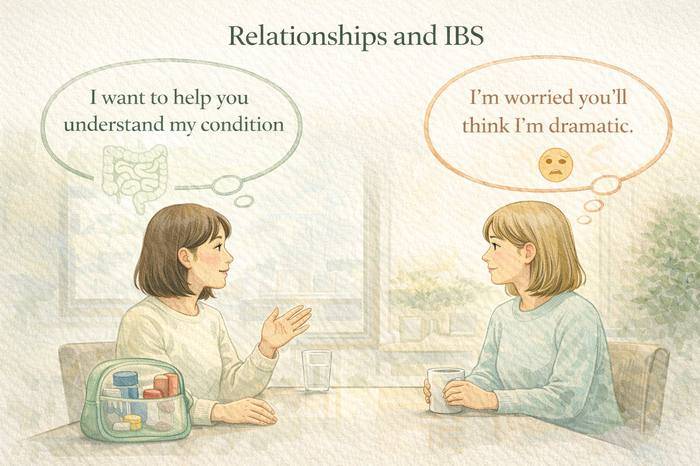 Relationships and IBS
I want to help you
understand my condition
I'm worried you'll
think I'm dramatic.